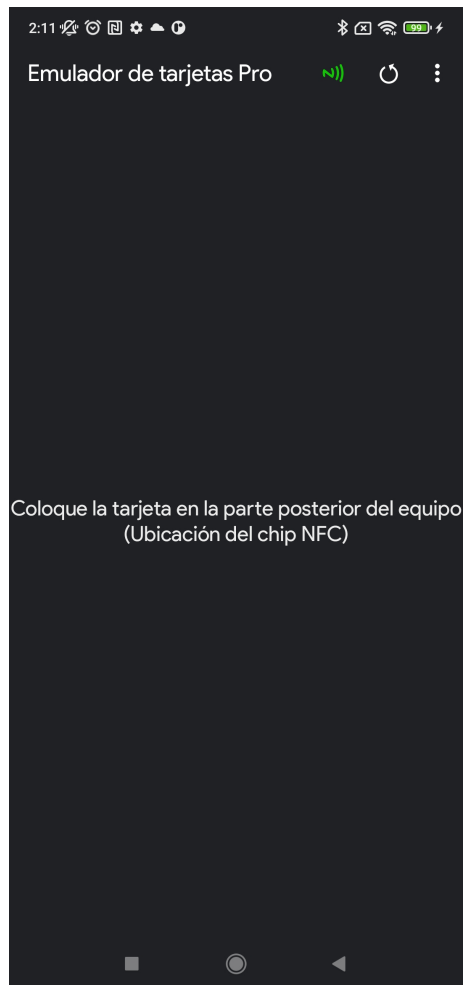 2:11
99
Emulador de tarjetas Pro
Coloque la tarjeta en la parte posterior del equipo
(Ubicación del chip NFC)